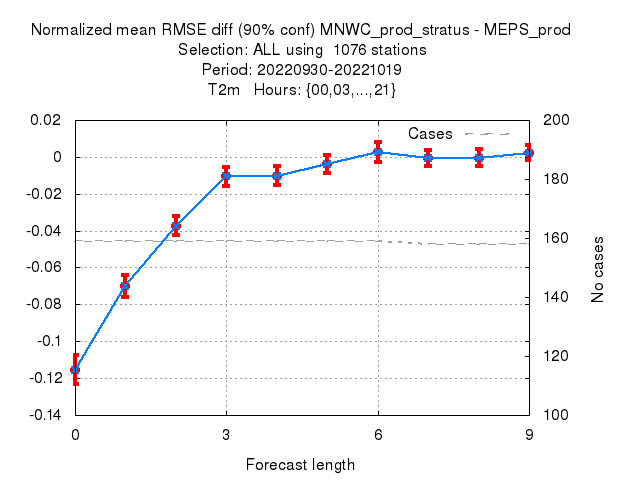 Normalized mean RMSE diff (90% conf) MNWC_prod_stratus - MEPS_prod
Selection: ALL using  1076 stations
Period: 20220930-20221019
T2m   Hours: {00,03,...,21}
0.02
0
-0.02
-0.04
-0.06
-0.08
-0.1
-0.12
-0.14
Cases
200
180
160
140
120
100
No cases
0 3 6 9
Forecast length